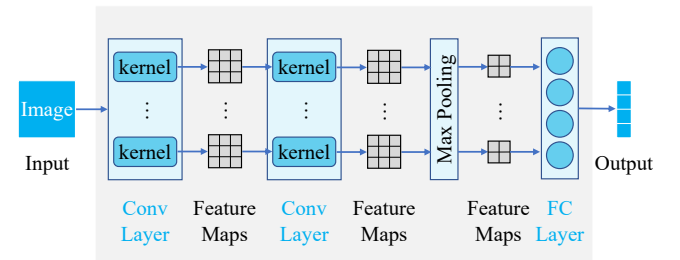 kernel
kernel
Image
Max Pooling
kernel
kernel
Input
Output
Conv
Layer
Feature
Maps
Conv
Layer
Feature
Maps
Feature
Maps
FC
Layer